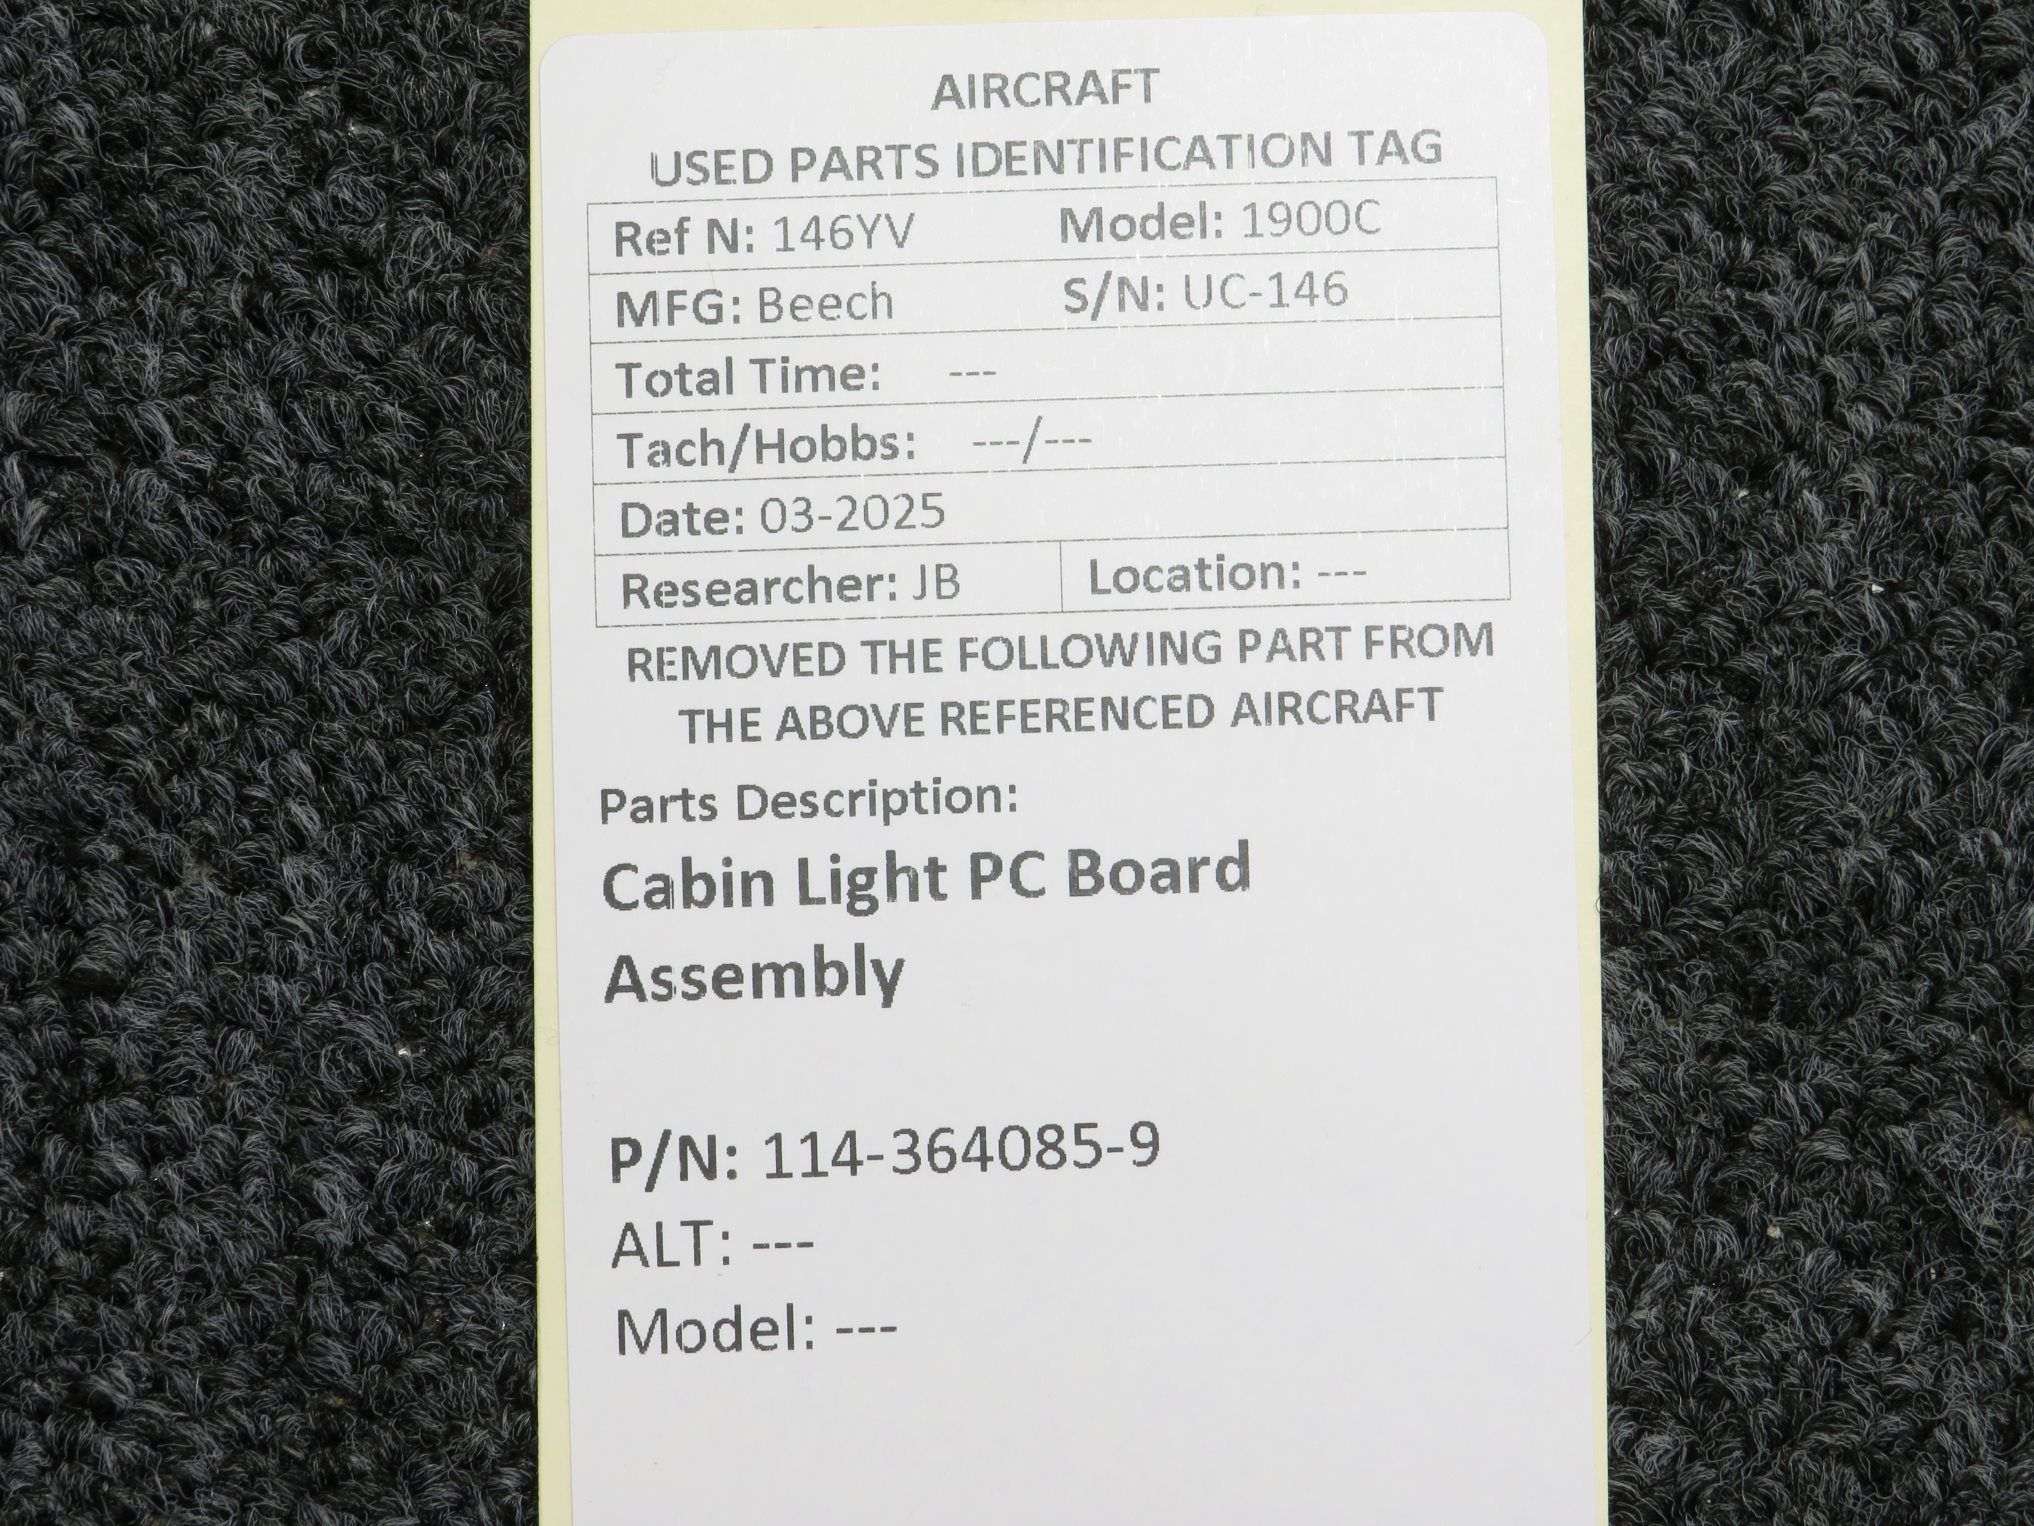 AIRCRAFT
USED PARTS IDENTIFICATION TAG
Ref N: 146YV Model: 1900C
MFG: Beech S/N: UC-146
Total Time: ---
Tach/Hobbs: ---/---
Date: 03-2025
Researcher: JB Location: ---
REMOVED THE FOLLOWING PART FROM
THE ABOVE REFERENCED AIRCRAFT
Parts Description:
Cabin Light PC Board
Assembly
P/N: 114-364085-9
ALT: ---
Model: ---